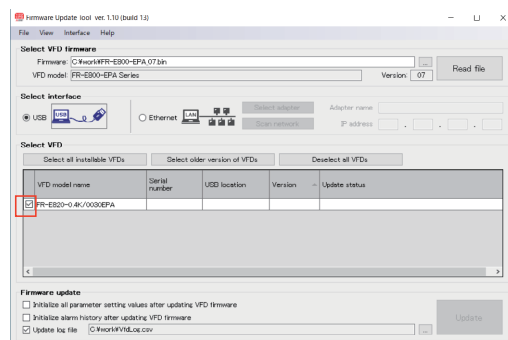 Firmware Update Tool ver. 1.10 (build 13)
File View Interface Help
Select VFD firmware
Firmware: C:¥work¥FR-E800-EPA_07.bin ...
Read file
VFD model: FR-E800-EPA Series Version: 07
Select interface
USB USB Ethernet LAN Select adapter Adapter name
Scan network IP address . . .
Select VFD
Select all installable VFDs Select older version of VFDs Deselect all VFDs
VFD model name Serial number USB location Version Update status
FR-E820-0.4K/0030EPA
Firmware update
Initialize all parameter setting values after updating VFD firmware
Initialize alarm history after updating VFD firmware
Update
Update log file C:¥work¥VfdLog.csv ...